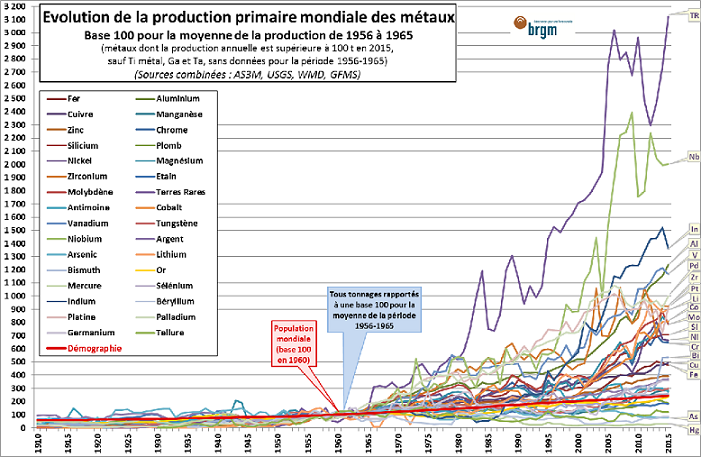 Evolution de la production primaire mondiale des métaux
Base 100 pour la moyenne de production de 1956 à 1965
(métaux dont la production annuelle est supérieure à 100 t en 2015,
sauf Ti métal, Ga et Ta, sans données pour la période 1956-1965)
(Sources combinées : AS3M, USGS, WMD, GFMS)
brgm
3 200
3 100
3 000
2 900
2 800
2 700
2 600
2 500
2 400
2 300
2 200
2 100
2 000
1 900
1 800
1 700
1 600
1 500
1 400
1 300
1 200
1 100
1 000
900
800
700
600
500
400
300
200
100
0
Fer Aluminium
Cuivre Manganèse
Zinc Chrome
Silicium Plomb
Nickel Magnésium
Zirconium Etain
Molybdène Terres Rares
Antimoine Cobalt
Vanadium Tungstène
Niobium Argent
Arsenic Lithium
Bismuth Or
Mercure Sélénium
Indium Béryllium
Platine Palladium
Germanium Tellure
Démographie
Population
mondiale
(base 100
en 1960)
Tous tonnages rapportés
à une base 100 pour la
moyenne de la période
1956-1965
TR
Nb
In
Al
V
Pd
Zr
Pt
Li
Co
Mo
Si
Ni
Cr
Bi
Cu
Fe
As
Hg
1910 1915 1920 1925 1930 1935 1940 1945 1950 1955 1960 1965 1970 1975 1980 1985 1990 1995 2000 2005 2010 2015